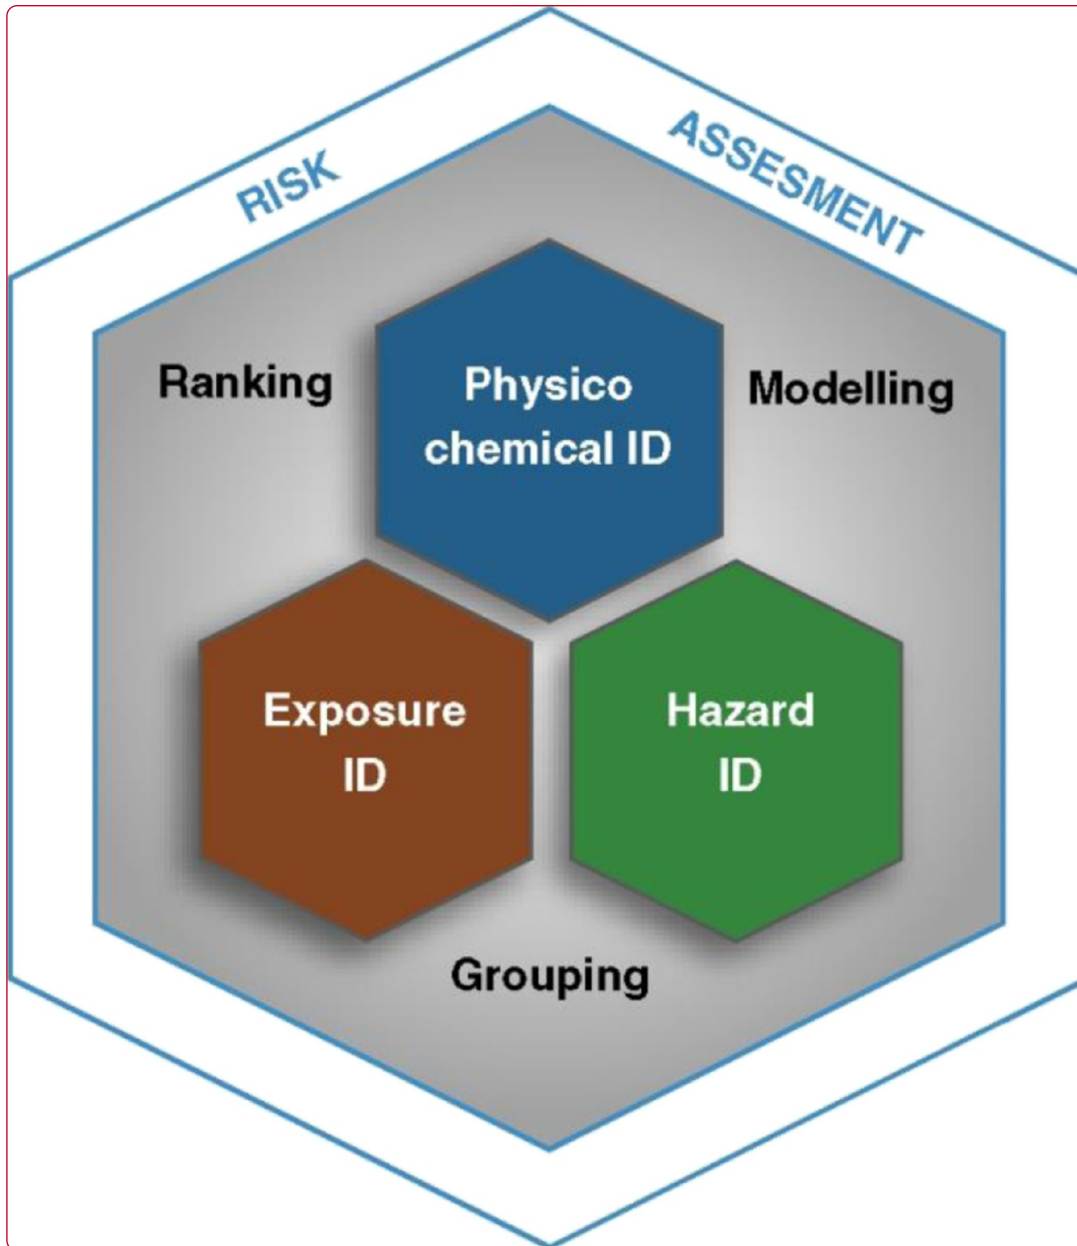 RISK
ASSESMENT
Ranking
Physico
chemical ID
Modelling
Exposure
ID
Hazard
ID
Grouping